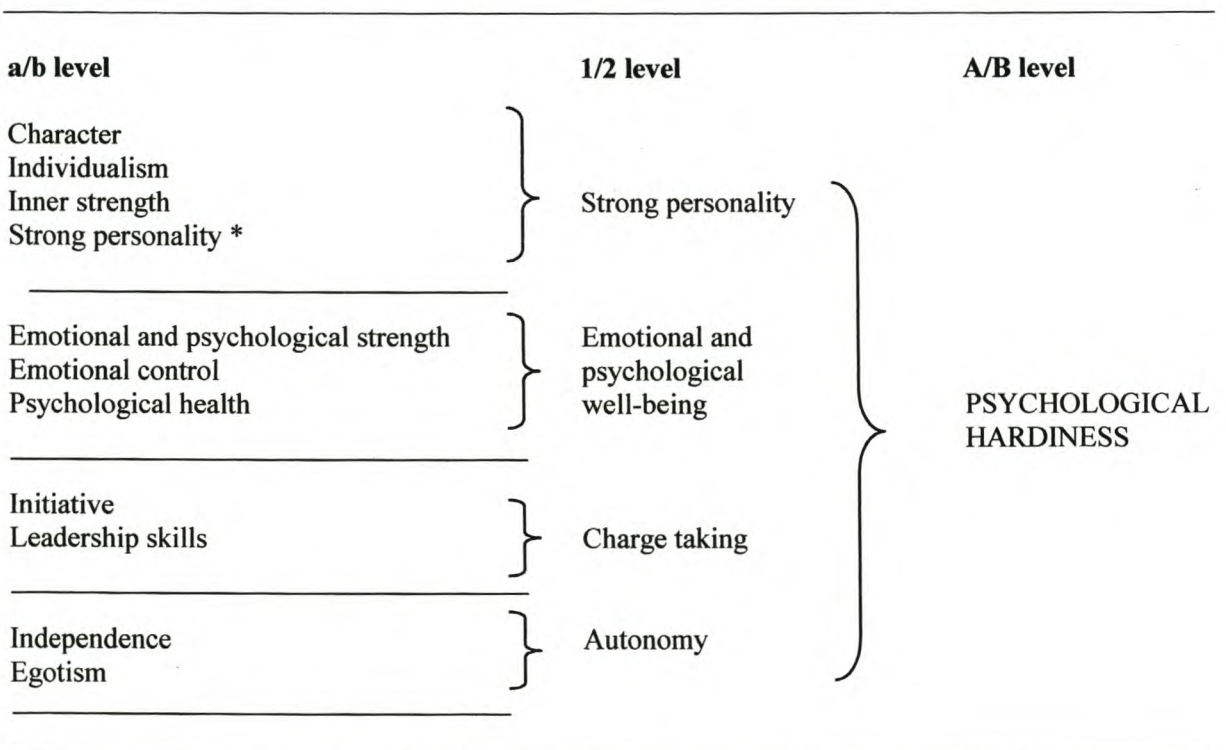 a/b level 1/2 level A/B level
Character
Individualism
Inner strength Strong personality
Strong personality *
Emotional and psychological strength Emotional and
Emotional control psychological
Psychological health well-being PSYCHOLOGICAL
HARDINESS
Initiative
Leadership skills Charge taking
Independence Autonomy
Egotism